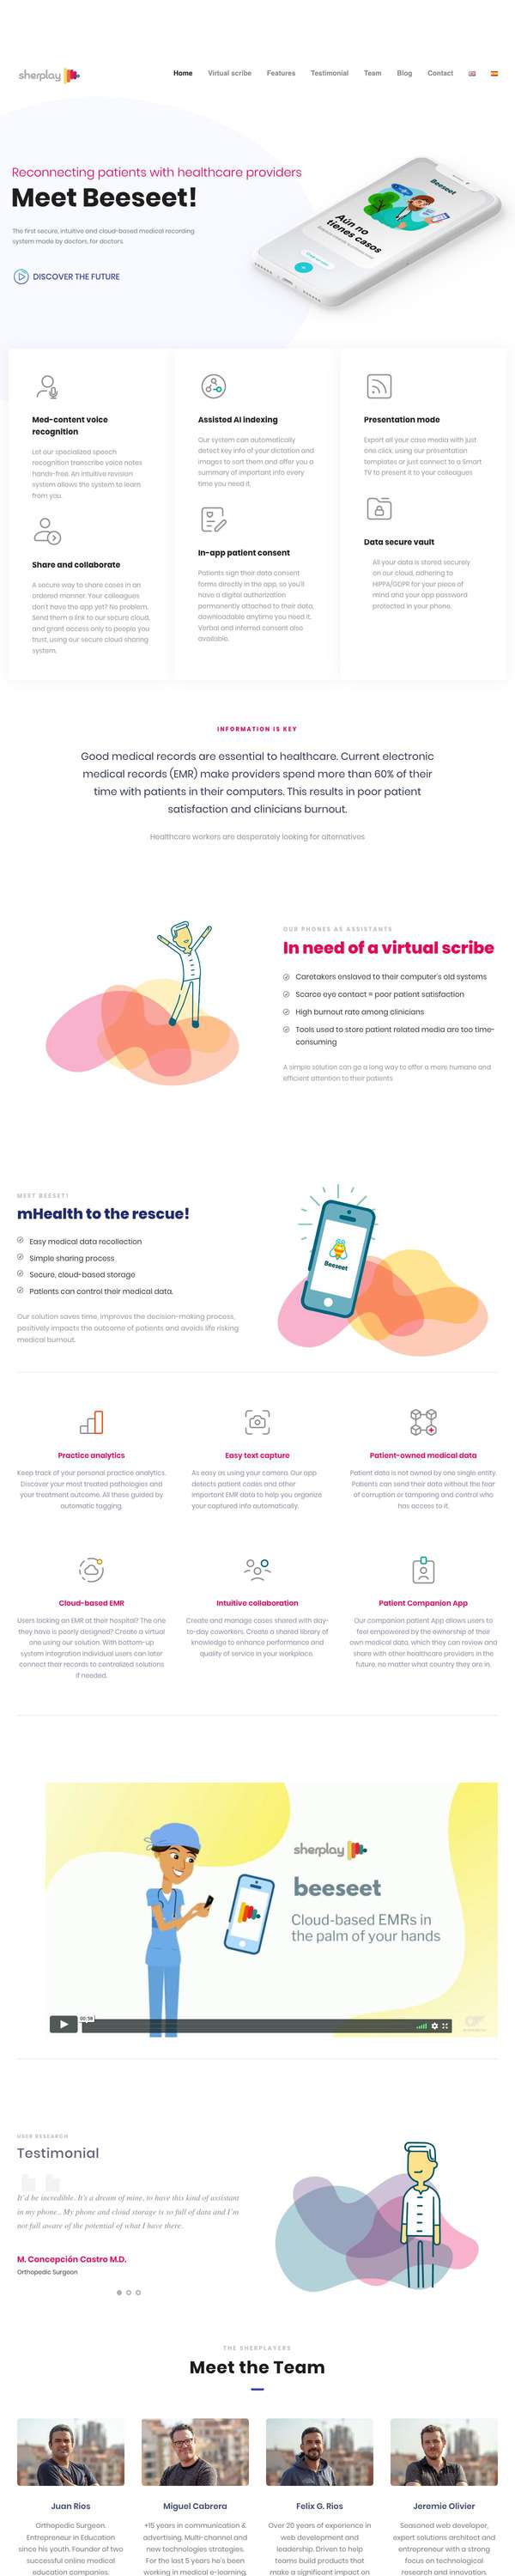 sherplay
Home Virtual scribe Features Testimonial Team Blog Contact
Reconnecting patients with healthcare providers
Meet Beeseet!
The first secure, intuitive and cloud-based medical recording
system made by doctors, for doctors.
DISCOVER THE FUTURE
Beeseet
Aún no
tienes casos
Med-content voice
recognition
Let our specialized speech
recognition transcribe voice notes
hands-free. An intuitive revision
system allows the system to learn
from you.
Share and collaborate
A secure way to share cases in an
ordered manner. Your colleagues
don't have the app yet? No problem.
Send them a link to our secure cloud,
and grant access only to people you
trust, using our secure cloud sharing
system.
Assisted AI indexing
Our system can automatically
detect key info of your dictation and
images to sort them and offer you a
summary of important info every
time you need it.
In-app patient consent
Patients sign their data consent
forms directly in the app, so you'll
have a digital authorization
permanently attached to their data,
downloadable anytime you need it.
Verbal and inferred consent also
available.
Presentation mode
Export all your case media with just
one click, using our presentation
templates or just connect to a Smart
TV to present it to your colleagues
Data secure vault
All your data is stored securely
on our cloud, adhering to
HIPPA/GDPR for your piece of
mind and your app password
protected in your phone.
INFORMATION IS KEY
Good medical records are essential to healthcare. Current electronic
medical records (EMR) make providers spend more than 60% of their
time with patients in their computers. This results in poor patient
satisfaction and clinicians burnout.
Healthcare workers are desperately looking for alternatives
OUR PHONES AS ASSISTANTS
In need of a virtual scribe
Caretakers enslaved to their computer's old systems
Scarce eye contact = poor patient satisfaction
High burnout rate among clinicians
Tools used to store patient related media are too time-
consuming
A simple solution can go a long way to offer a more humane and
efficient attention to their patients
MEET BEESET!
mHealth to the rescue!
Easy medical data recollection
Simple sharing process
Secure, cloud-based storage
Patients can control their medical data.
Our solution saves time, improves the decision-making process,
positively impacts the outcome of patients and avoids life risking
medical burnout.
Beeseet
Practice analytics
Keep track of your personal practice analytics.
Discover your most treated pathologies and
your treatment outcome. All these guided by
automatic tagging.
Easy text capture
As easy as using your camera. Our app
detects patient codes and other
important EMR data to help you organize
your captured info automatically.
Patient-owned medical data
Patient data is not owned by one single entity.
Patients can send their data without the fear
of corruption or tampering and control who
has access to it.
Cloud-based EMR
Users lacking an EMR at their hospital? The one
they have is poorly designed? Create a virtual
one using our solution. With bottom-up
system integration individual users can later
connect their records to centralized solutions
if needed.
Intuitive collaboration
Create and manage cases shared with day-
to-day coworkers. Create a shared library of
knowledge to enhance performance and
quality of service in your workplace.
Patient Companion App
Our companion patient App allows users to
feel empowered by the ownership of their
own medical data, which they can review and
share with other healthcare providers in the
future, no matter what country they are in.
sherplay
beeseet
Cloud-based EMRs in
the palm of your hands
00:58
USER RESEARCH
Testimonial
It'd be incredible. It's a dream of mine, to have this kind of assistant
in my phone.. My phone and cloud storage is so full of data and I'm
not full aware of the potential of what I have there.
M. Concepción Castro M.D.
Orthopedic Surgeon
THE SHERPLAYERS
Meet the Team
Juan Rios
Orthopedic Surgeon.
Entrepreneur in Education
since his youth. Founder of two
successful online medical
education companies.
Miguel Cabrera
+15 years in communication &
advertising. Multi-channel and
new technologies strategies.
For the last 5 years he's been
working in medical e-learning,
Felix G. Rios
Over 20 years of experience in
web development and
leadership. Driven to help
teams build products that
make a significant impact on
Jeremie Olivier
Seasoned web developer,
expert solutions architect and
entrepreneur with a strong
focus on technological
research and innovation.